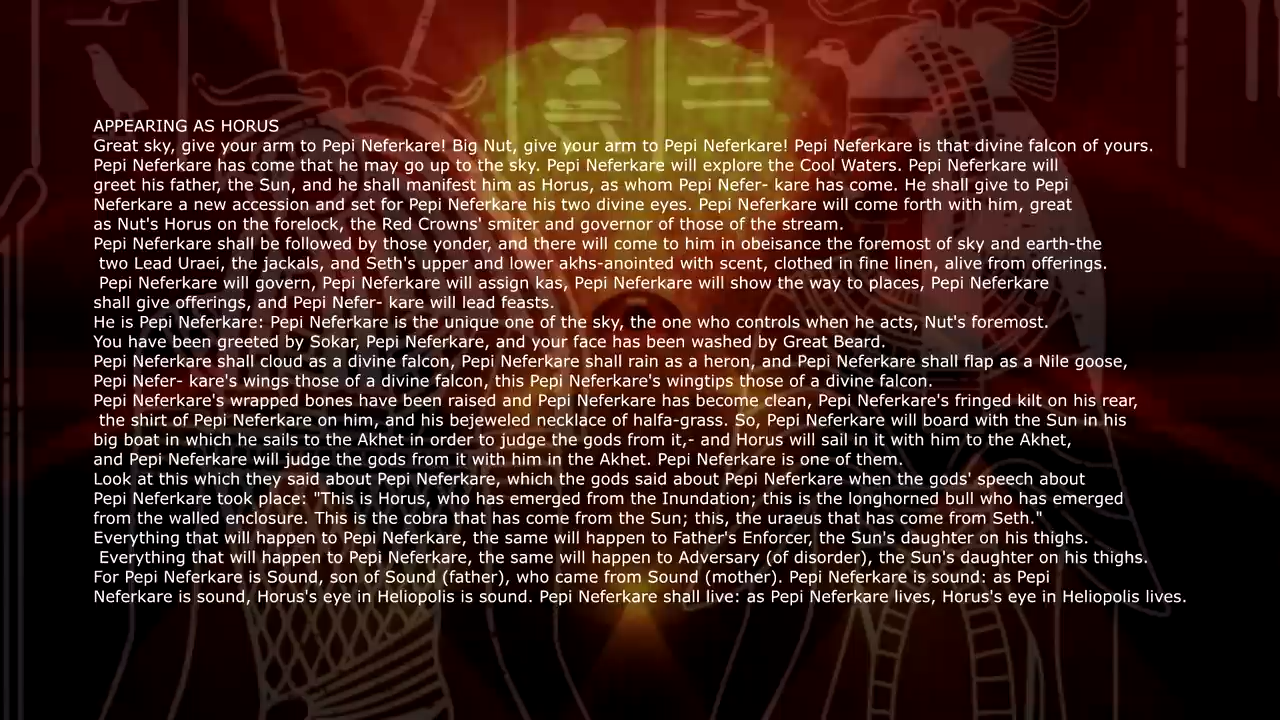 APPEARING AS HORUS
Great sky, give your arm to Pepi Neferkare! Big Nut, give your arm to Pepi Neferkare! Pepi Neferkare is that divine falcon of yours.
Pepi Neferkare has come that he may go up to the sky. Pepi Neferkare will explore the Cool Waters. Pepi Neferkare will
greet his father, the Sun, and he shall manifest him as Horus, as whom Pepi Nefer- kare has come. He shall give to Pepi
Neferkare a new accession and set for Pepi Neferkare his two divine eyes. Pepi Neferkare will come forth with him, great
as Nut's Horus on the forelock, the Red Crowns' smiter and governor of those of the stream.
Pepi Neferkare shall be followed by those yonder, and there will come to him in obeisance the foremost of sky and earth-the
two Lead Uraei, the jackals, and Seth's upper and lower akhs-anointed with scent, clothed in fine linen, alive from offerings.
Pepi Neferkare will govern, Pepi Neferkare will assign kas, Pepi Neferkare will show the way to places, Pepi Neferkare
shall give offerings, and Pepi Nefer- kare will lead feasts.
He is Pepi Neferkare: Pepi Neferkare is the unique one of the sky, the one who controls when he acts, Nut's foremost.
You have been greeted by Sokar, Pepi Neferkare, and your face has been washed by Great Beard.
Pepi Neferkare shall cloud as a divine falcon, Pepi Neferkare shall rain as a heron, and Pepi Neferkare shall flap as a Nile goose,
Pepi Nefer- kare's wings those of a divine falcon, this Pepi Neferkare's wingtips those of a divine falcon.
Pepi Neferkare's wrapped bones have been raised and Pepi Neferkare has become clean, Pepi Neferkare's fringed kilt on his rear,
the shirt of Pepi Neferkare on him, and his bejeweled necklace of halfa-grass. So, Pepi Neferkare will board with the Sun in his
big boat in which he sails to the Akhet in order to judge the gods from it,- and Horus will sail in it with him to the Akhet,
and Pepi Neferkare will judge the gods from it with him in the Akhet. Pepi Neferkare is one of them.
Look at this which they said about Pepi Neferkare, which the gods said about Pepi Neferkare when the gods' speech about
Pepi Neferkare took place: "This is Horus, who has emerged from the Inundation; this is the longhorned bull who has emerged
from the walled enclosure. This is the cobra that has come from the Sun; this, the uraeus that has come from Seth."
Everything that will happen to Pepi Neferkare, the same will happen to Father's Enforcer, the Sun's daughter on his thighs.
Everything that will happen to Pepi Neferkare, the same will happen to Adversary (of disorder), the Sun's daughter on his thighs.
For Pepi Neferkare is Sound, son of Sound (father), who came from Sound (mother). Pepi Neferkare is sound: as Pepi
Neferkare is sound, Horus's eye in Heliopolis is sound. Pepi Neferkare shall live: as Pepi Neferkare lives, Horus's eye in Heliopolis lives.